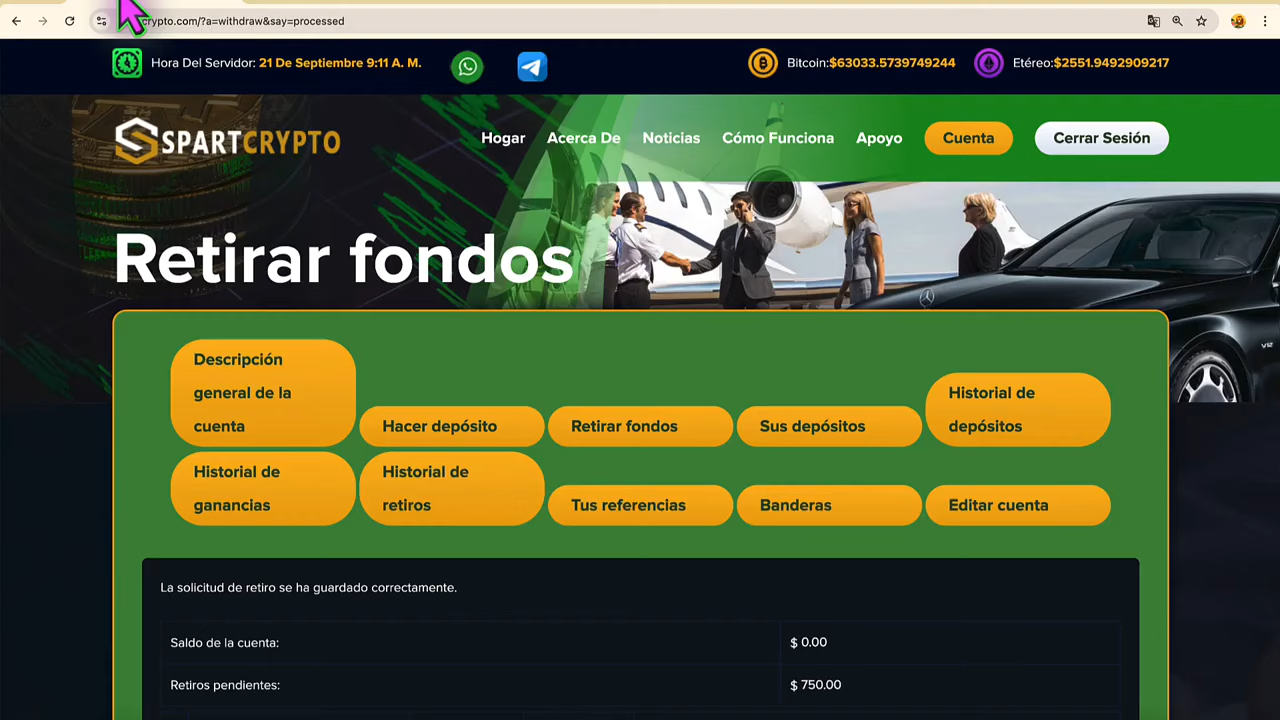 crypto.com/?a=withdraw&say=processed
Hora Del Servidor: 21 De Septiembre 9:11 A. M.
Bitcoin:$63033.5739749244
Etéreo:$2551.9492909217
SPARTCRYPTO
Hogar
Acerca De
Noticias
Cómo Funciona
Apoyo
Cuenta
Cerrar Sesión
Retirar fondos
Descripción
general de la
cuenta
Hacer depósito
Retirar fondos
Sus depósitos
Historial de
depósitos
Historial de
ganancias
Historial de
retiros
Tus referencias
Banderas
Editar cuenta
La solicitud de retiro se ha guardado correctamente.
Saldo de la cuenta:
$ 0.00
Retiros pendientes:
$ 750.00